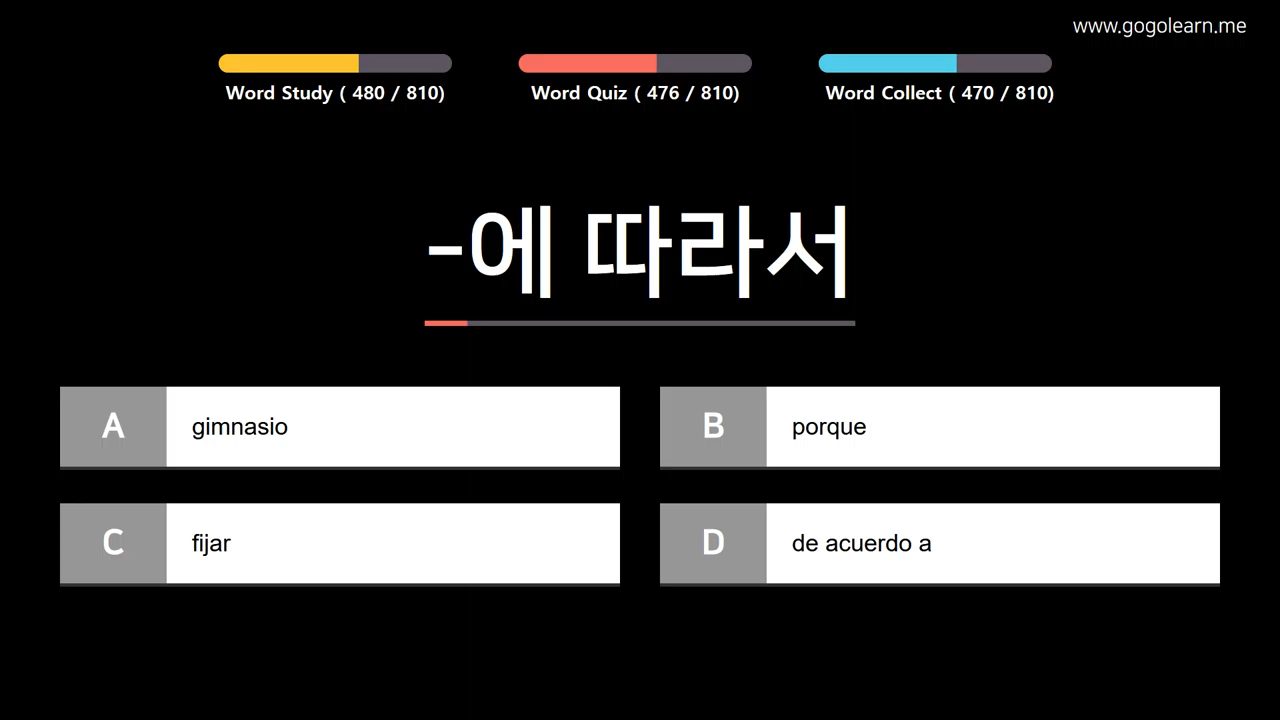 www.gogolearn.me
Word Study ( 480 / 810)
Word Quiz ( 476 / 810)
Word Collect ( 470 / 810)
-에 따라서
A gimnasio
B porque
C fijar
D de acuerdo a